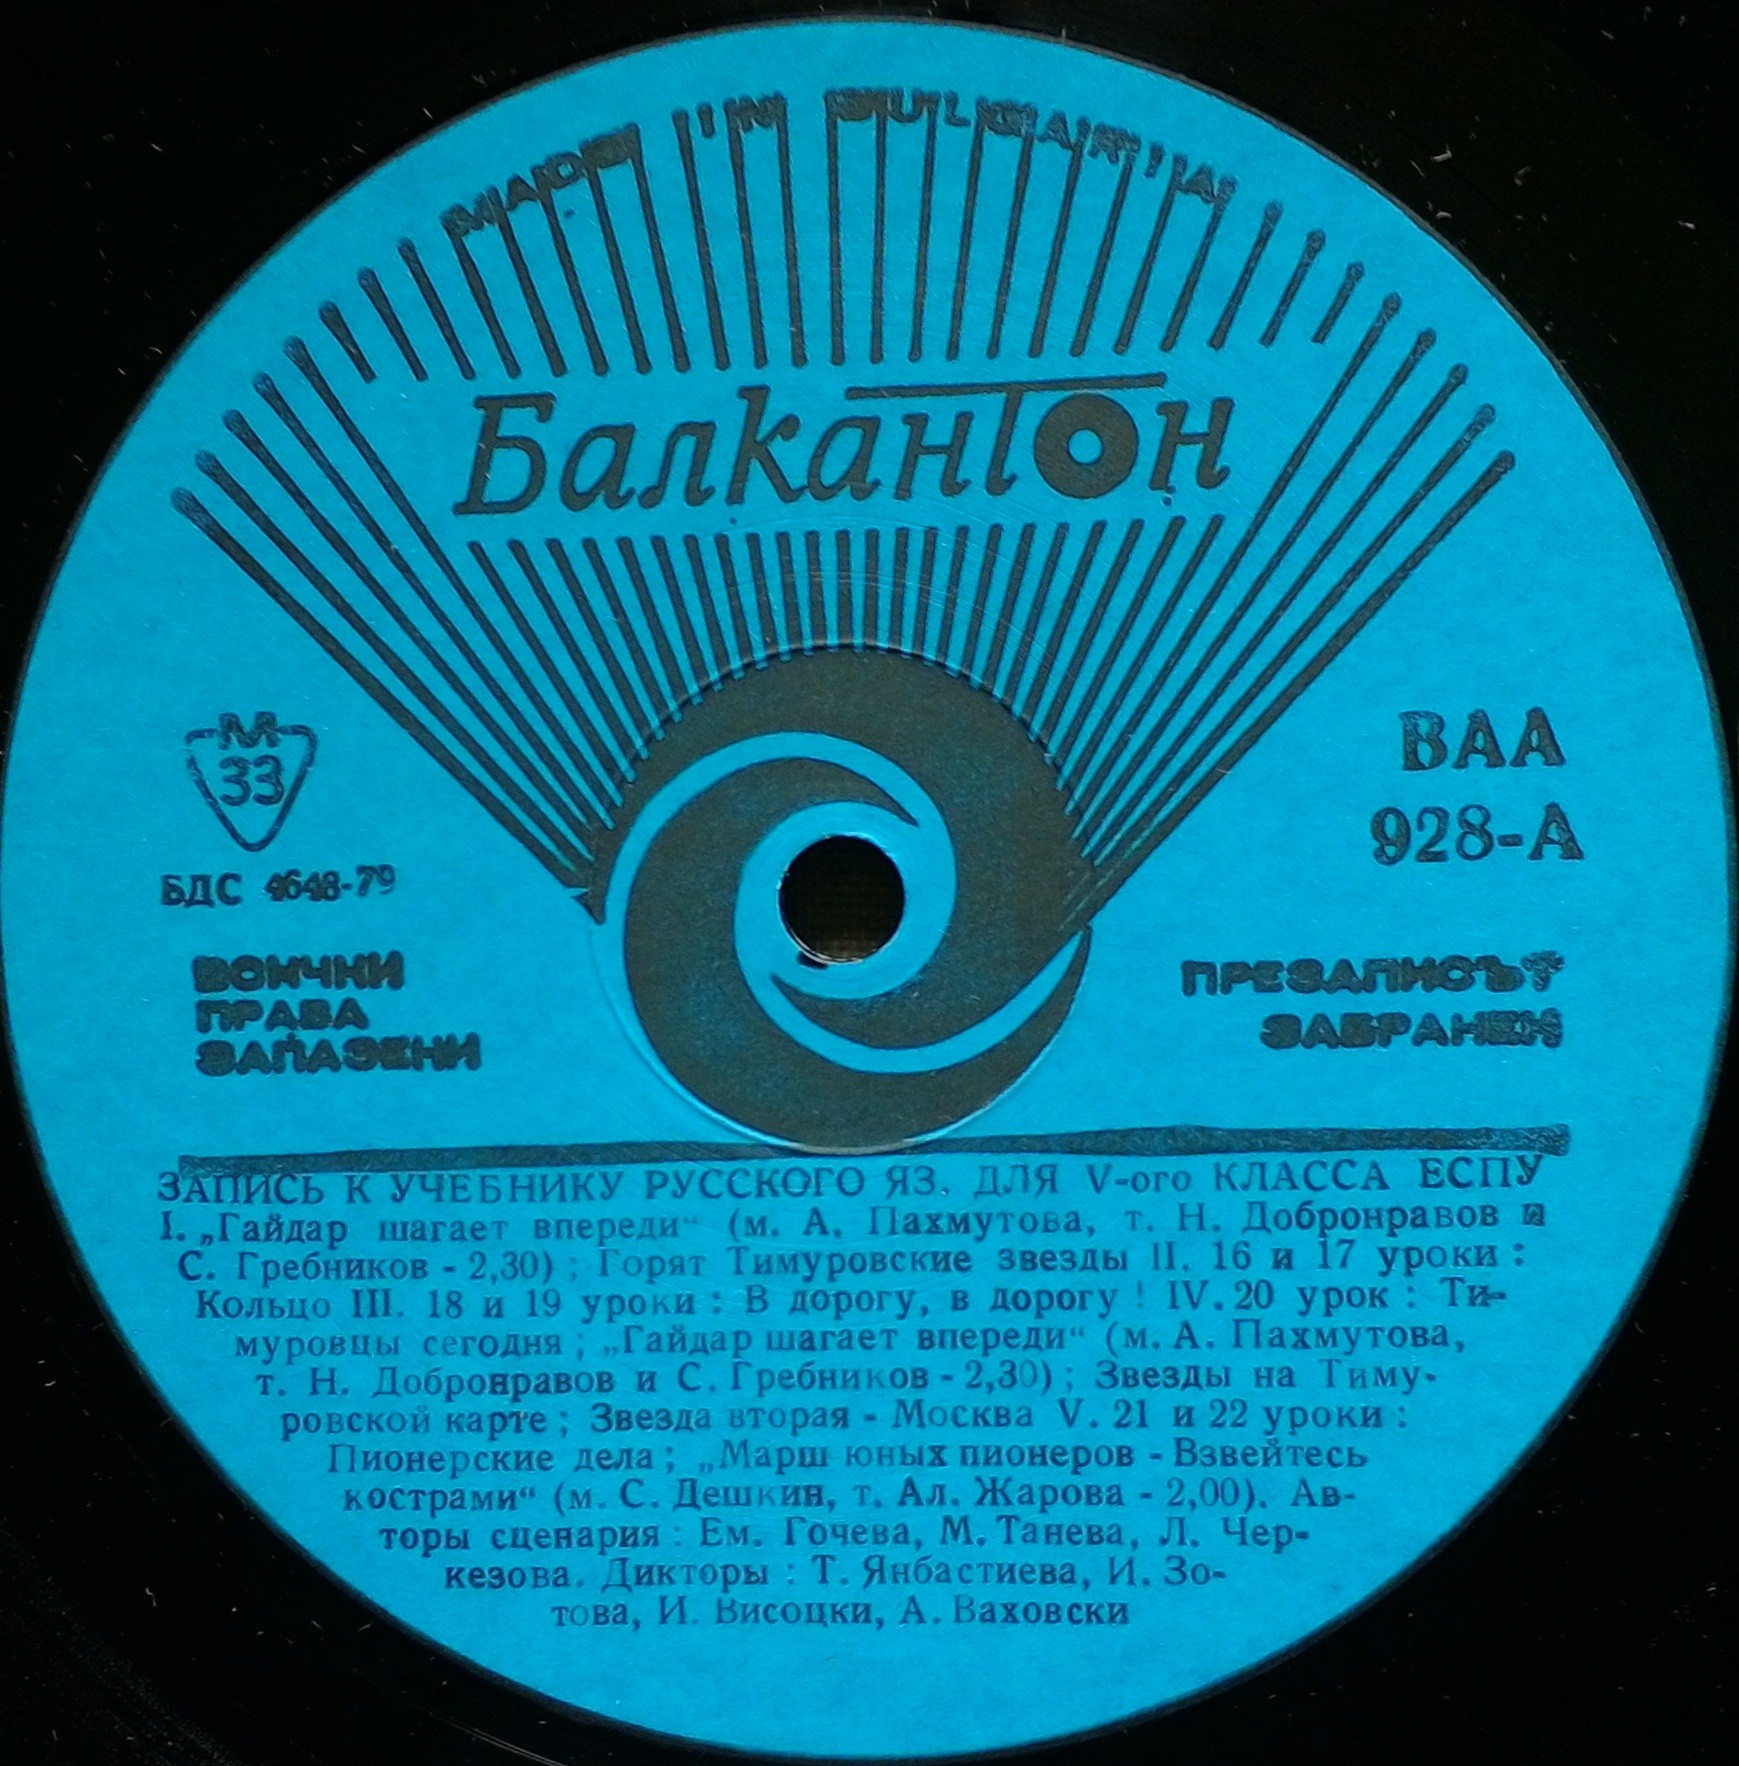 MADE IN BULGARIA
Балкантон
М
33
БДС 4648-79
ВСИЧКИ
ПРАВА
ЗАПАЗЕНИ
ВАА
928-А
ПРЕЗАПИСЪТ
ЗАБРАНЕН
ЗАПИСЬ К УЧЕБНИКУ РУССКОГО ЯЗ. ДЛЯ V-ого КЛАССА ЕСПУ
I. „Гайдар шагает впереди“ (м. А. Пахмутова, т. Н. Добронравов и
С. Гребников - 2,30) ; Горят Тимуровские звезды II. 16 и 17 уроки :
Кольцо III. 18 и 19 уроки : В дорогу, в дорогу ! IV. 20 урок : Ти-
муровцы сегодня ; „Гайдар шагает впереди“ (м. А. Пахмутова,
т. Н. Добронравов и С. Гребников - 2,30) ; Звезды на Тиму-
ровской карте ; Звезда вторая - Москва V. 21 и 22 уроки :
Пионерские дела ; „Марш юных пионеров - Взвейтесь
кострами“ (м. С. Дешкин, т. Ал. Жарова - 2,00). Ав-
торы сценария : Ем. Гочева, М. Танева, Л. Чер-
кезова. Дикторы : Т. Янбастиева, И. Зо-
това, И. Висоцки, А. Ваховски